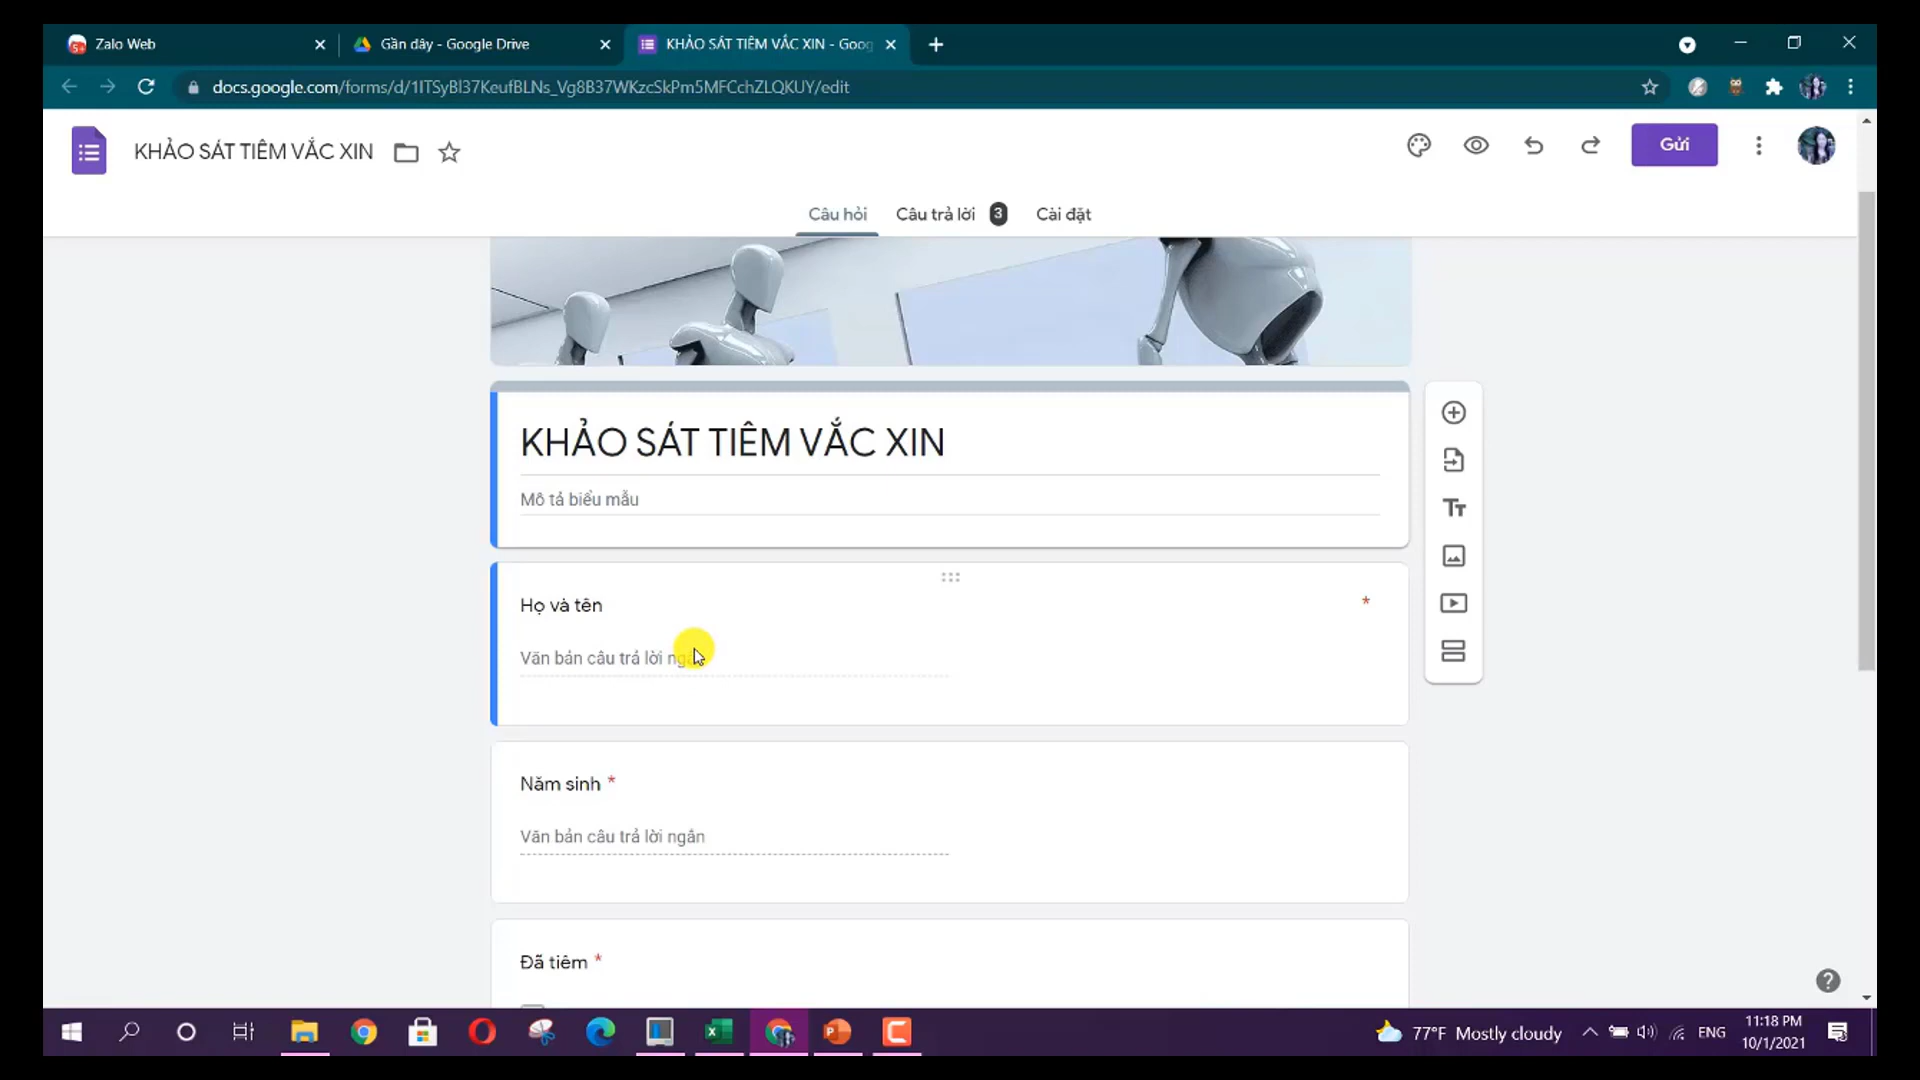 Zalo Web
Gần đây - Google Drive
KHẢO SÁT TIÊM VẮC XIN - Goog
docs.google.com/forms/d/1ITSyBl37KeufBLNs_Vg8B37WKzcSkPm5MFCchZLQKUY/edit
KHẢO SÁT TIÊM VẮC XIN
Gửi
Câu hỏi
Câu trả lời 3
Cài đặt
KHẢO SÁT TIÊM VẮC XIN
Mô tả biểu mẫu
Họ và tên *
Văn bản câu trả lời
Năm sinh *
Văn bản câu trả lời ngắn
Đã tiêm *
77°F Mostly cloudy
ENG
11:18 PM
10/1/2021